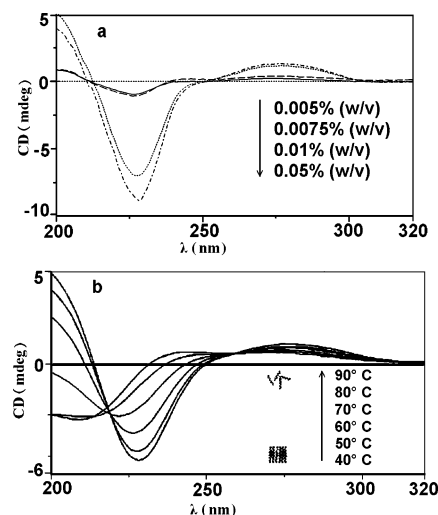 a
5
0
-5
-10
CD (mdeg)
0.005% (w/v)
0.0075% (w/v)
0.01% (w/v)
0.05% (w/v)
200 250 300 320
λ (nm)
b
5
0
-6
CD (mdeg)
90° C
80° C
70° C
60° C
50° C
40° C
200 250 300 320
λ (nm)